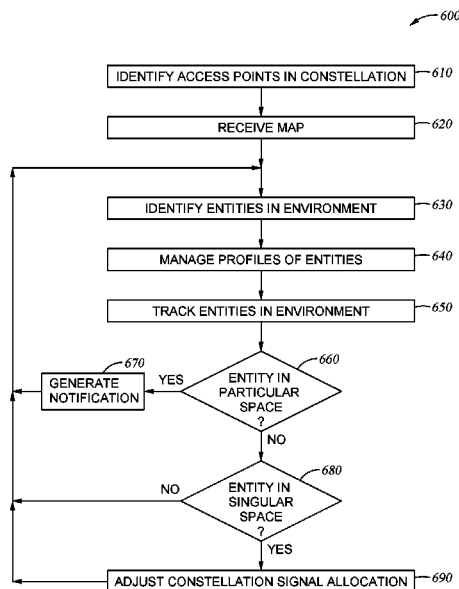 600
IDENTIFY ACCESS POINTS IN CONSTELLATION
610
RECEIVE MAP
620
IDENTIFY ENTITIES IN ENVIRONMENT
630
MANAGE PROFILES OF ENTITIES
640
TRACK ENTITIES IN ENVIRONMENT
650
660
ENTITY IN
PARTICULAR
SPACE
?
YES
670
GENERATE
NOTIFICATION
NO
680
ENTITY IN
SINGULAR
SPACE
?
NO
YES
ADJUST CONSTELLATION SIGNAL ALLOCATION
690